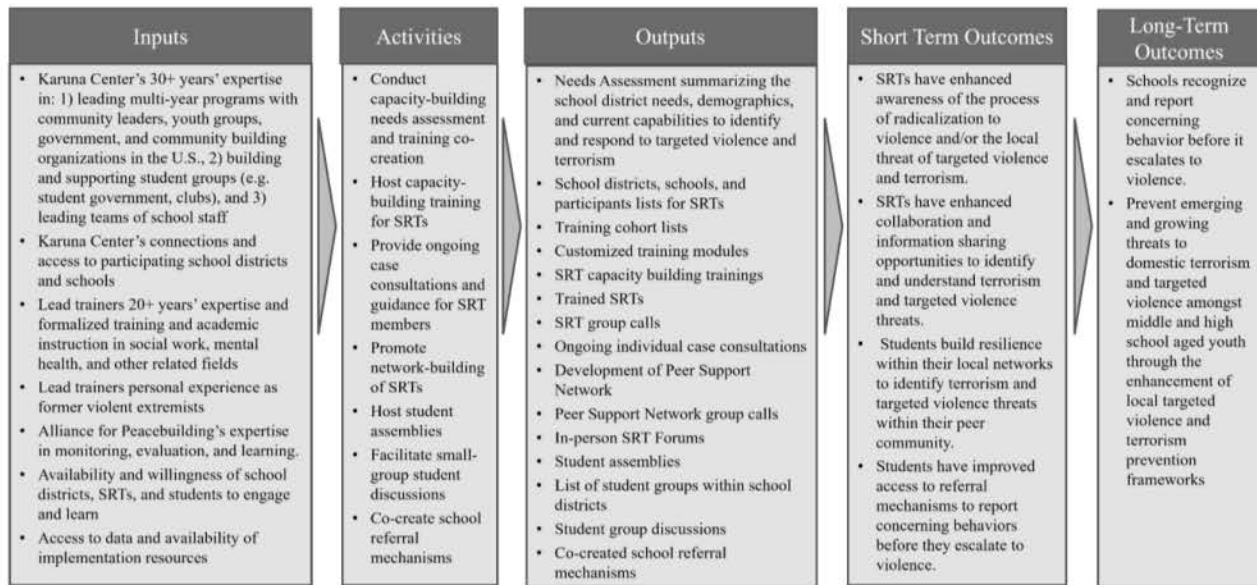 Inputs
• Karuna Center's 30+ years' expertise
in: 1) leading multi-year programs with
community leaders, youth groups,
government, and community building
organizations in the U.S., 2) building
and supporting student groups (e.g.
student government, clubs), and 3)
leading teams of school staff
• Karuna Center's connections and
access to participating school districts
and schools
• Lead trainers 20+ years' expertise and
formalized training and academic
instruction in social work, mental
health, and other related fields
• Lead trainers personal experience as
former violent extremists
• Alliance for Peacebuilding's expertise
in monitoring, evaluation, and learning.
• Availability and willingness of school
districts, SRTs, and students to engage
and learn
• Access to data and availability of
implementation resources
Activities
• Conduct
capacity-building
needs assessment
and training co-
creation
• Host capacity-
building training
for SRTs
• Provide ongoing
case
consultations and
guidance for SRT
members
• Promote
network-building
of SRTs
• Host student
assemblies
• Facilitate small-
group student
discussions
• Co-create school
referral
mechanisms
Outputs
• Needs Assessment summarizing the
school district needs, demographics,
and current capabilities to identify
and respond to targeted violence and
terrorism
• School districts, schools, and
participants lists for SRTs
• Training cohort lists
• Customized training modules
• SRT capacity building trainings
• Trained SRTs
• SRT group calls
• Ongoing individual case consultations
• Development of Peer Support
Network
• Peer Support Network group calls
• In-person SRT Forums
• Student assemblies
• List of student groups within school
districts
• Student group discussions
• Co-created school referral
mechanisms
Short Term Outcomes
• SRTs have enhanced
awareness of the process
of radicalization to
violence and/or the local
threat of targeted violence
and terrorism.
• SRTs have enhanced
collaboration and
information sharing
opportunities to identify
and understand terrorism
and targeted violence
threats.
• Students build resilience
within their local networks
to identify terrorism and
targeted violence threats
within their peer
community.
• Students have improved
access to referral
mechanisms to report
concerning behaviors
before they escalate to
violence.
Long-Term
Outcomes
• Schools recognize
and report
concerning
behavior before it
escalates to
violence.
• Prevent emerging
and growing
threats to
domestic terrorism
and targeted
violence amongst
middle and high
school aged youth
through the
enhancement of
local targeted
violence and
terrorism
prevention
frameworks